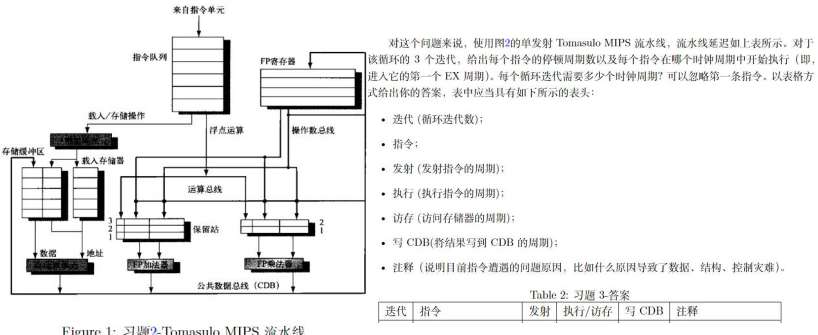 来自指令单元
指令队列
FP寄存器
载入/存储操作
浮点运算
操作数总线
存储缓冲区
载入存储器
运算总线
3
2
1
保留站
2
1
数据
地址
FP加法器
FP乘法器
公共数据总线 (CDB)
Figure 1: 习题2-Tomasulo MIPS 流水线
对这个问题来说，使用图2的单发射 Tomasulo MIPS 流水线，流水线延迟如上表所示。对于
该循环的 3 个迭代，给出每个指令的停顿周期数以及每个指令在哪个时钟周期中开始执行 (即，
进入它的第一个 EX 周期)。每个循环迭代需要多少个时钟周期？可以忽略第一条指令。以表格方
式给出你的答案，表中应当具有如下所示的表头：
• 迭代 (循环迭代数)；
• 指令；
• 发射 (发射指令的周期)；
• 执行 (执行指令的周期)；
• 访存 (访问存储器的周期)；
• 写 CDB(将结果写到 CDB 的周期)；
• 注释 (说明目前指令遭遇的问题原因，比如什么原因导致了数据、结构、控制灾难)。
Table 2: 习题 3-答案
迭代 指令 发射 执行/访存 写 CDB 注释